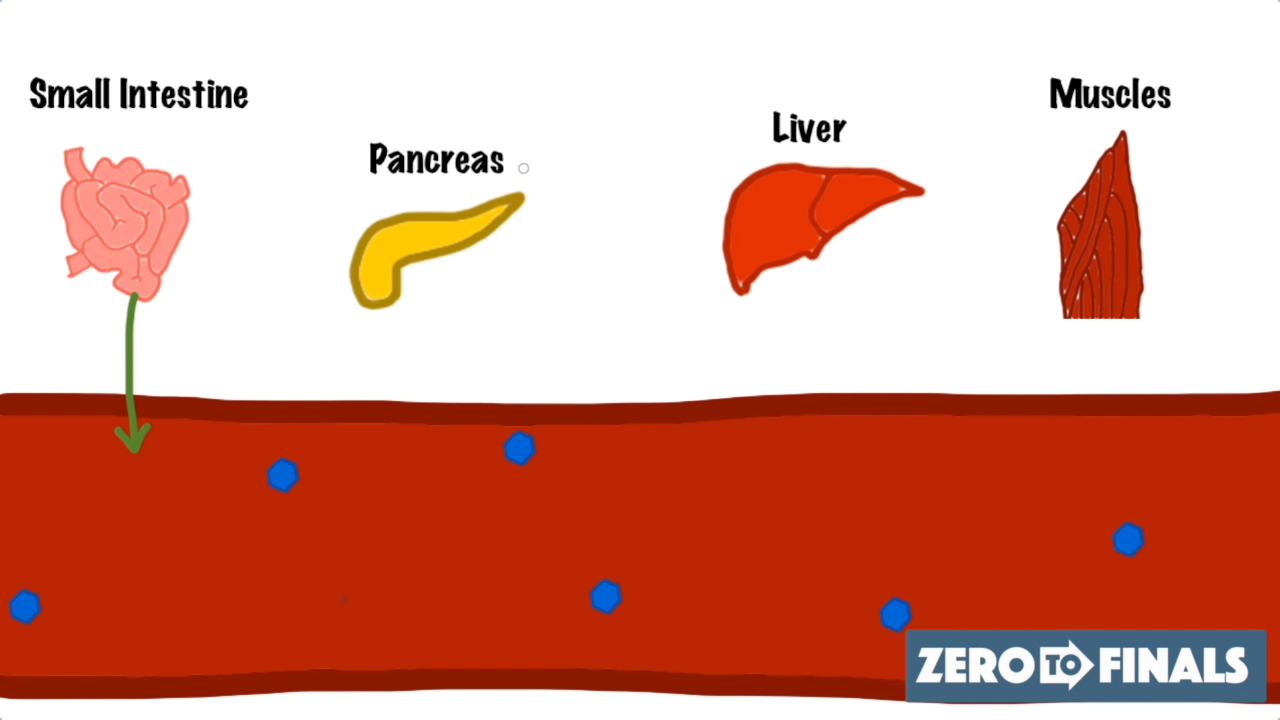 Small Intestine
Pancreas
Liver
Muscles
ZERO TO FINALS